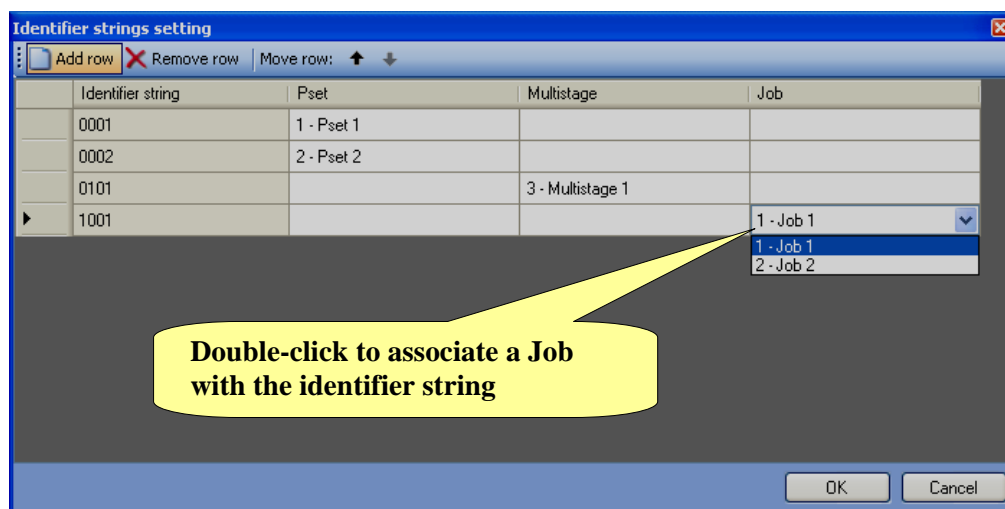 Identifier strings setting
Add row Remove row Move row:
Identifier string Pset Multistage Job
0001 1 - Pset 1
0002 2 - Pset 2
0101 3 - Multistage 1
1001 1 - Job 1
1 - Job 1
2 - Job 2
Double-click to associate a Job
with the identifier string
OK Cancel